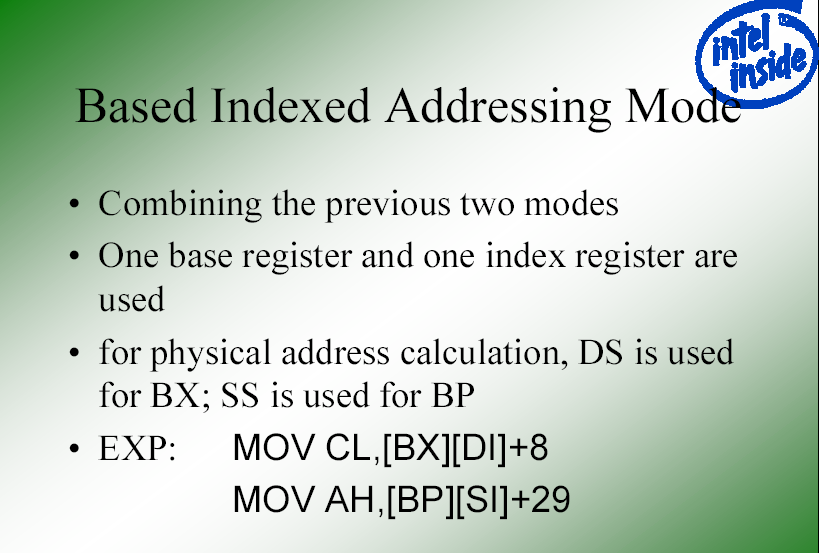 intel
inside
Based Indexed Addressing Mode
• Combining the previous two modes
• One base register and one index register are
used
• for physical address calculation, DS is used
for BX; SS is used for BP
• EXP: MOV CL,[BX][DI]+8
MOV AH,[BP][SI]+29